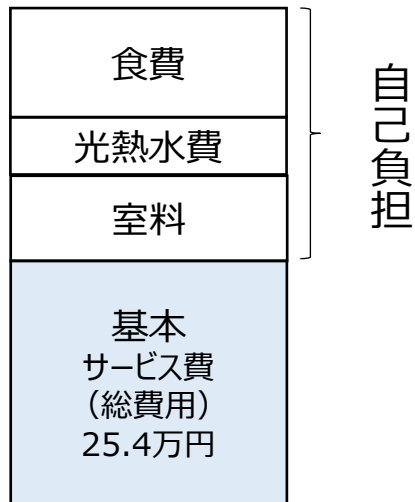 食費
光熱水費
室料
自己負担
基本
サービス費
（総費用）
25.4万円